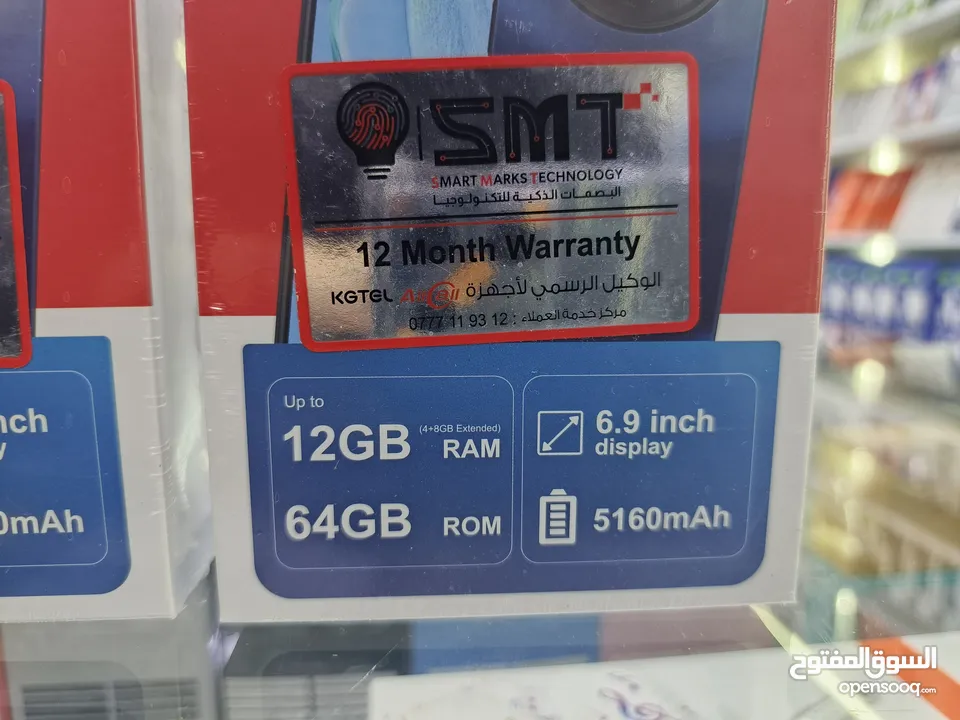 SMT
SMART MARKS TECHNOLOGY
البصمات الذكية للتكنولوجيا
12 Month Warranty
الوكيل الرسمي لأجهزة
KGTEL
مركز خدمة العملاء : 12 93 11 0777
Up to
12GB (4+8GB Extended) RAM
64GB ROM
6.9 inch
display
5160mAh
nch
y
0mAh
السوق المفتوح
opensooq.com